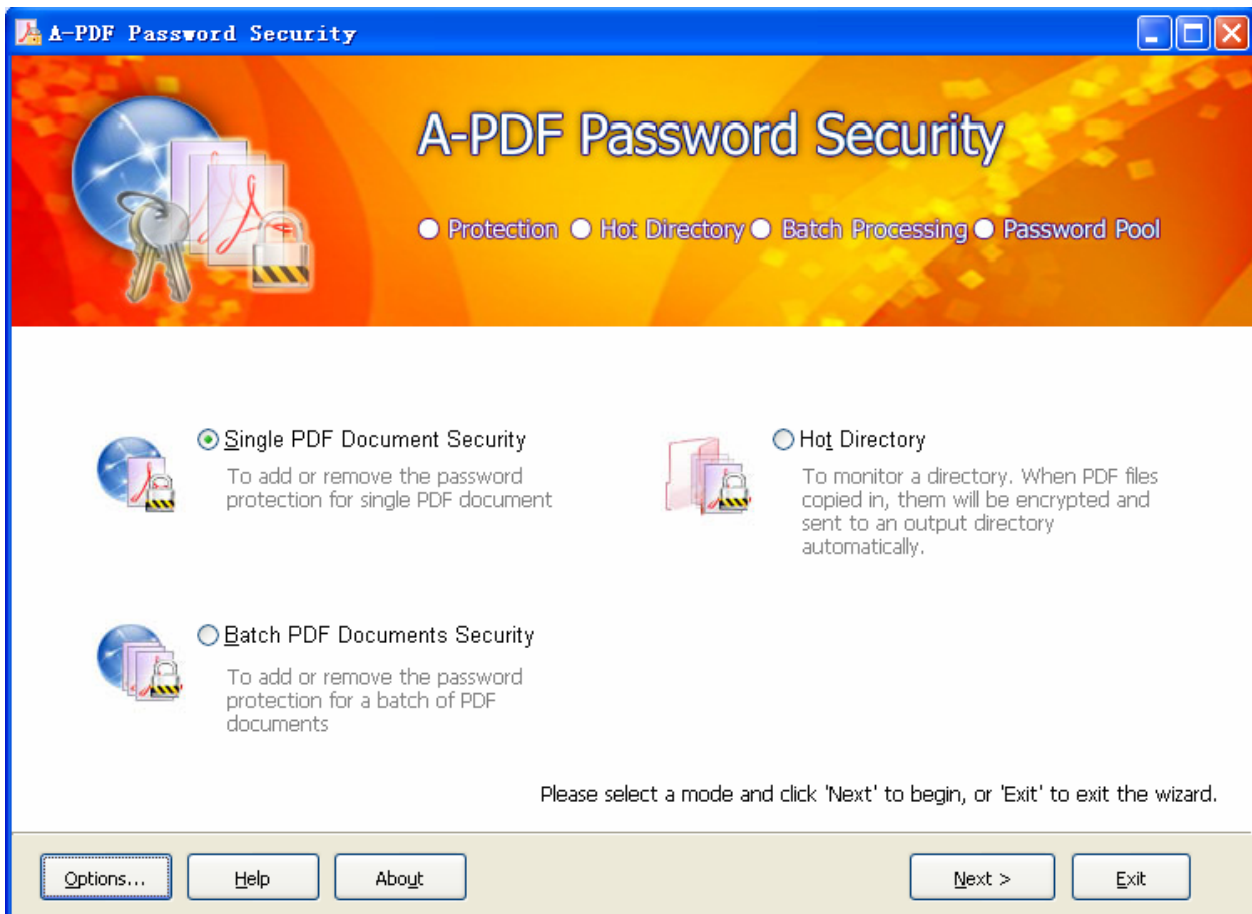 A-PDF Password Security
A-PDF Password Security
Protection Hot Directory Batch Processing Password Pool
Single PDF Document Security
To add or remove the password
protection for single PDF document
Hot Directory
To monitor a directory. When PDF files
copied in, them will be encrypted and
sent to an output directory
automatically.
Batch PDF Documents Security
To add or remove the password
protection for a batch of PDF
documents
Please select a mode and click 'Next' to begin, or 'Exit' to exit the wizard.
Options... Help About Next > Exit